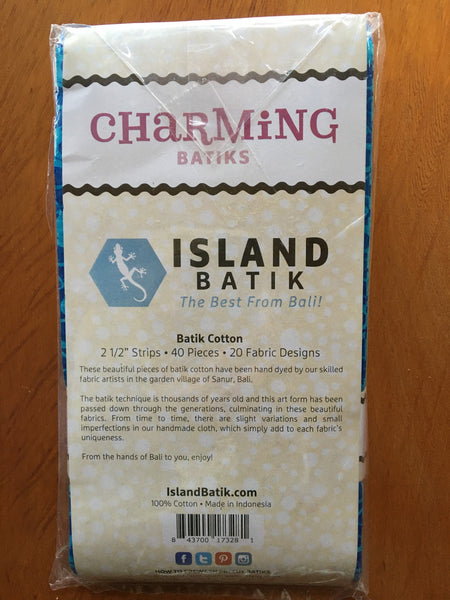 CHaRMiNG
BATIKS
ISLAND
BATIK
The Best From Bali!
Batik Cotton
2 1/2" Strips • 40 Pieces • 20 Fabric Designs
These beautiful pieces of batik cotton have been hand dyed by our skilled
fabric artists in the garden village of Sanur, Bali.
The batik technique is thousands of years old and this art form has been
passed down through the generations, culminating in these beautiful
fabrics. From time to time, there are slight variations and small
imperfections in our handmade cloth, which simply add to each fabric's
uniqueness.
From the hands of Bali to you, enjoy!
IslandBatik.com
100% Cotton • Made in Indonesia
8 43700 17328 1
HOW TO